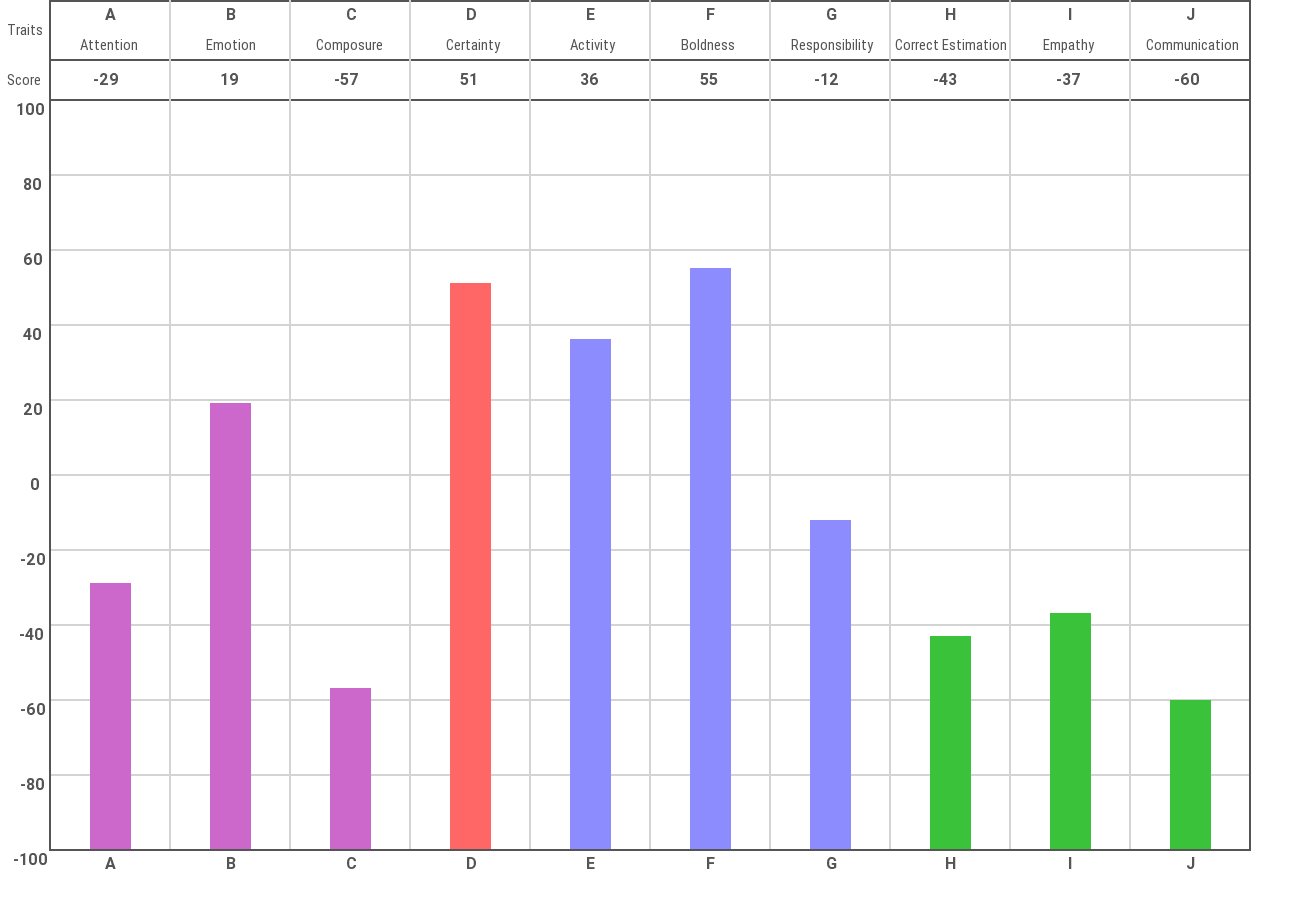 Traits A B C D E F G H I J
Attention Emotion Composure Certainty Activity Boldness Responsibility Correct Estimation Empathy Communication
Score -29 19 -57 51 36 55 -12 -43 -37 -60
100
80
60
40
20
0
-20
-40
-60
-80
-100
A B C D E F G H I J